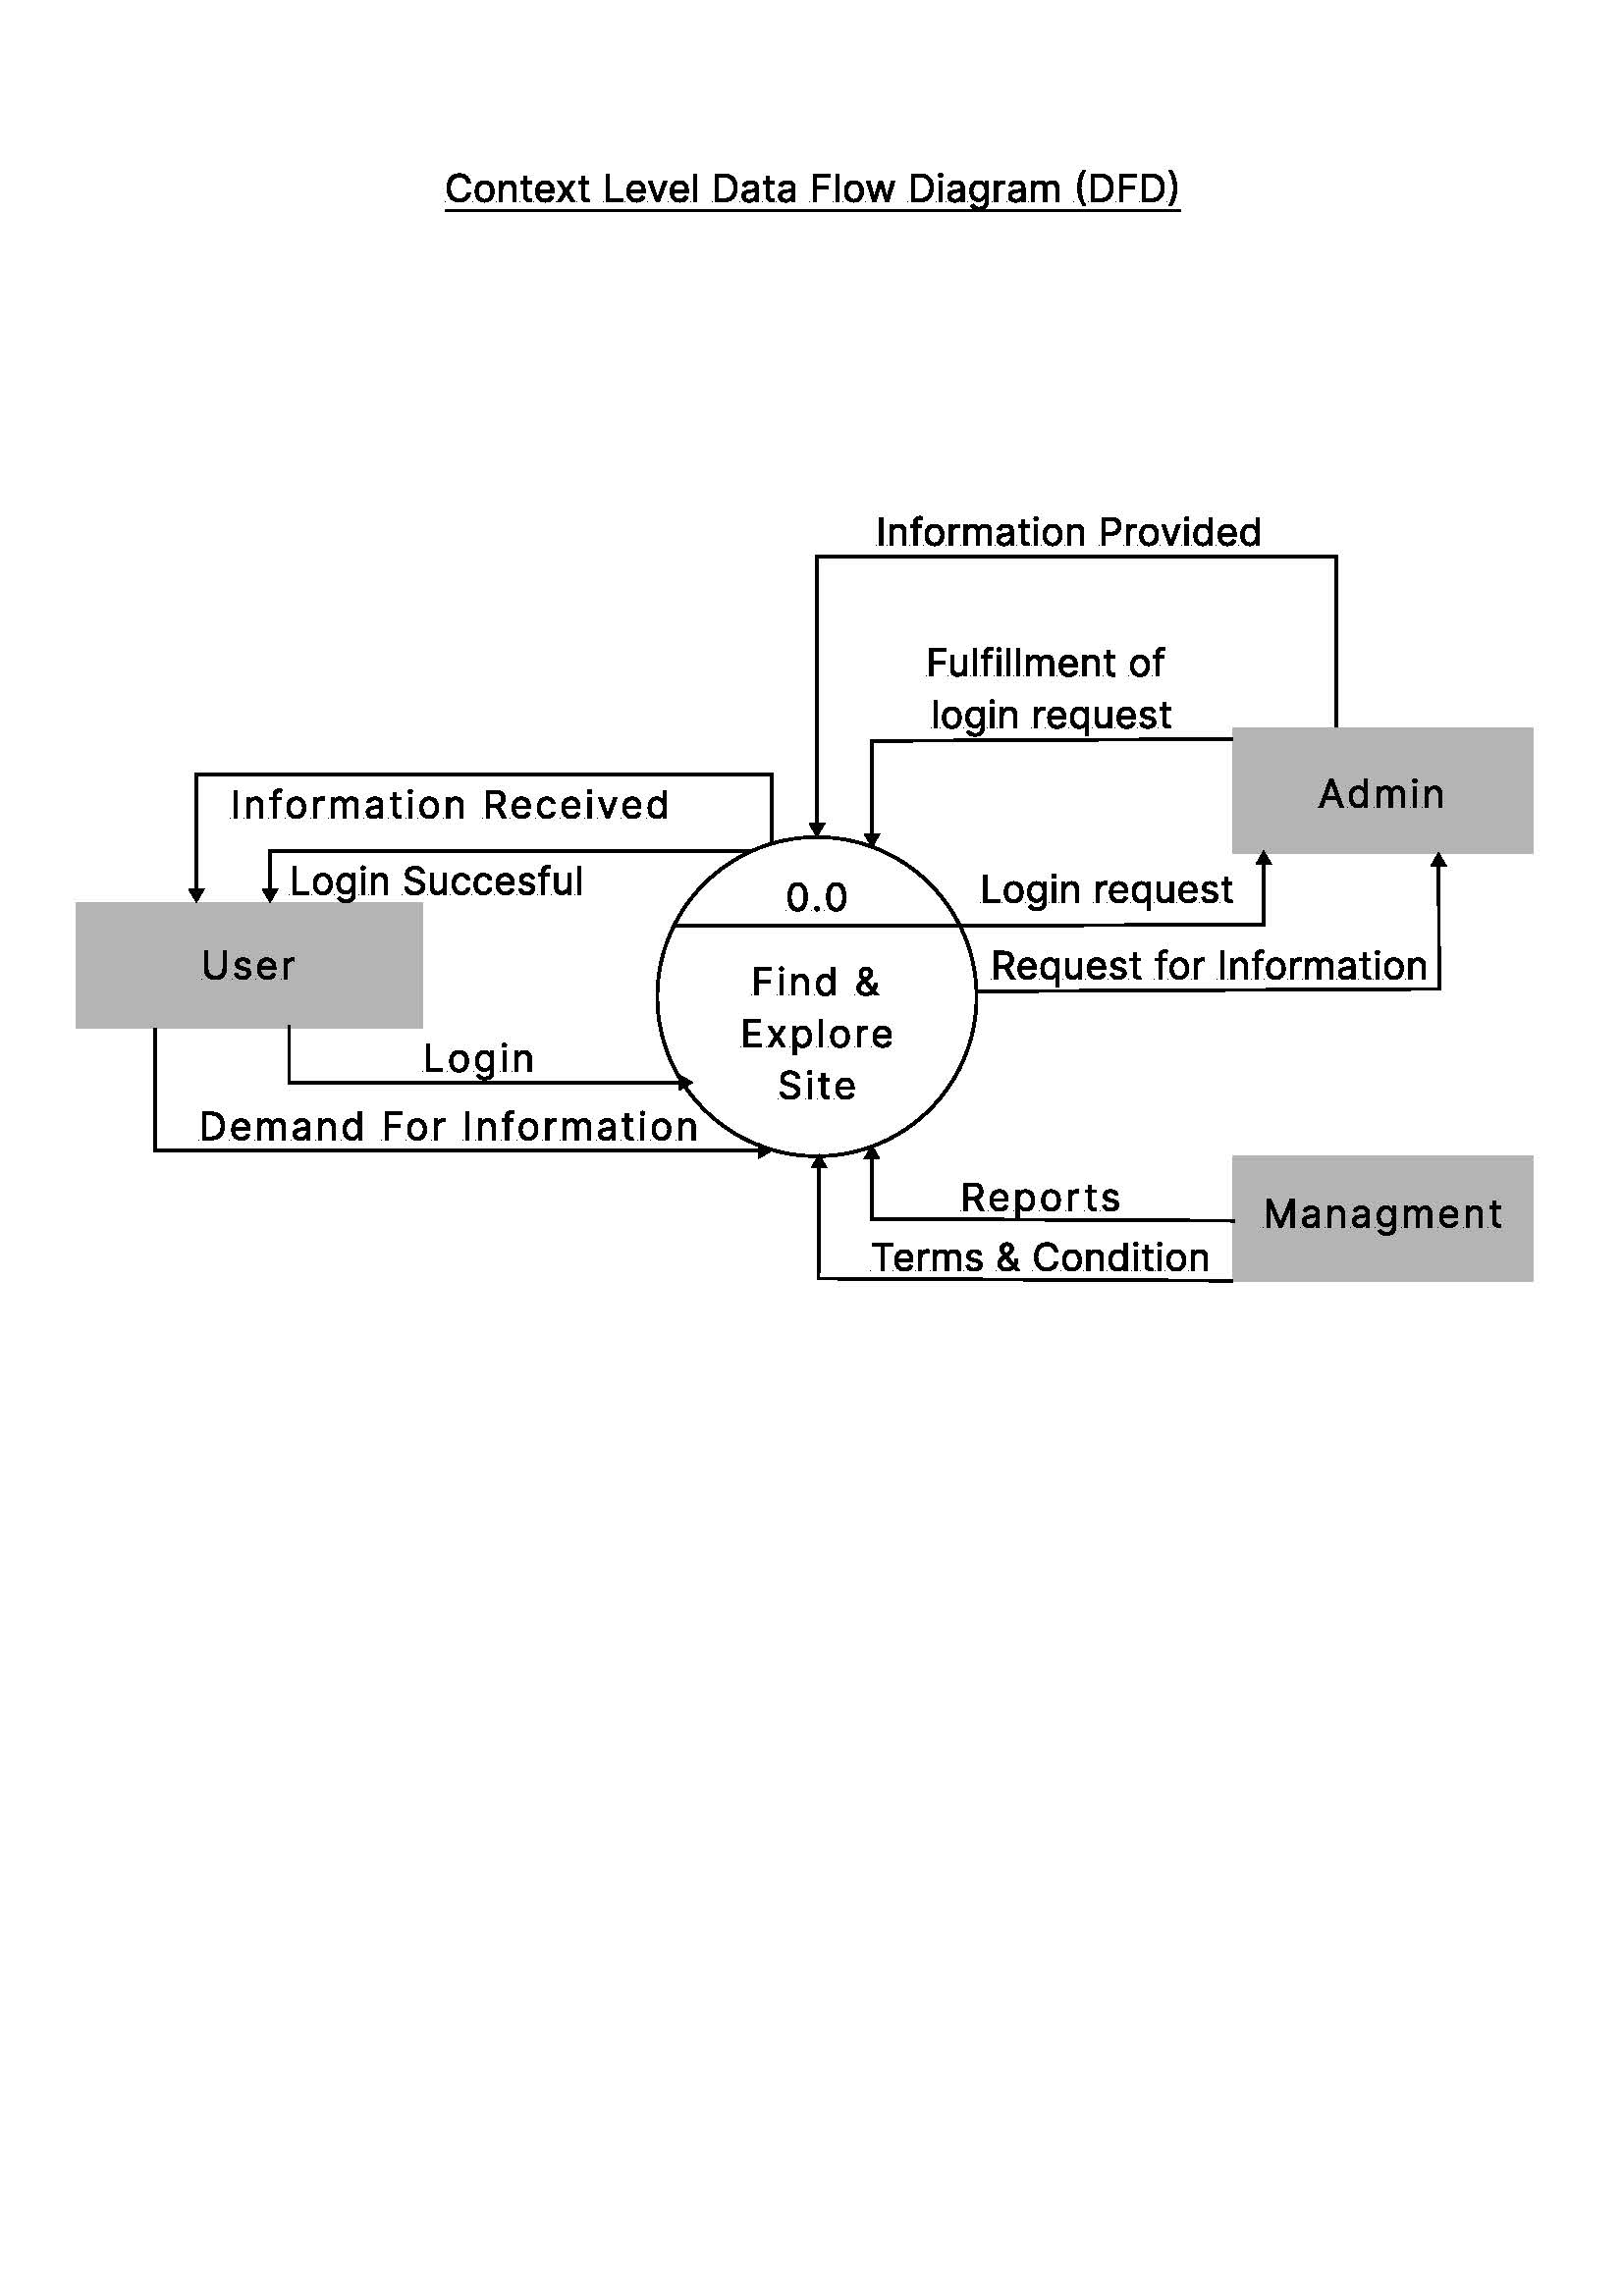 Context Level Data Flow Diagram (DFD)
Information Provided
Fulfillment of
login request
Admin
Information Received
Login Succesful
User
0.0
Find &
Explore
Site
Login request
Request for Information
Login
Demand For Information
Reports
Terms & Condition
Managment